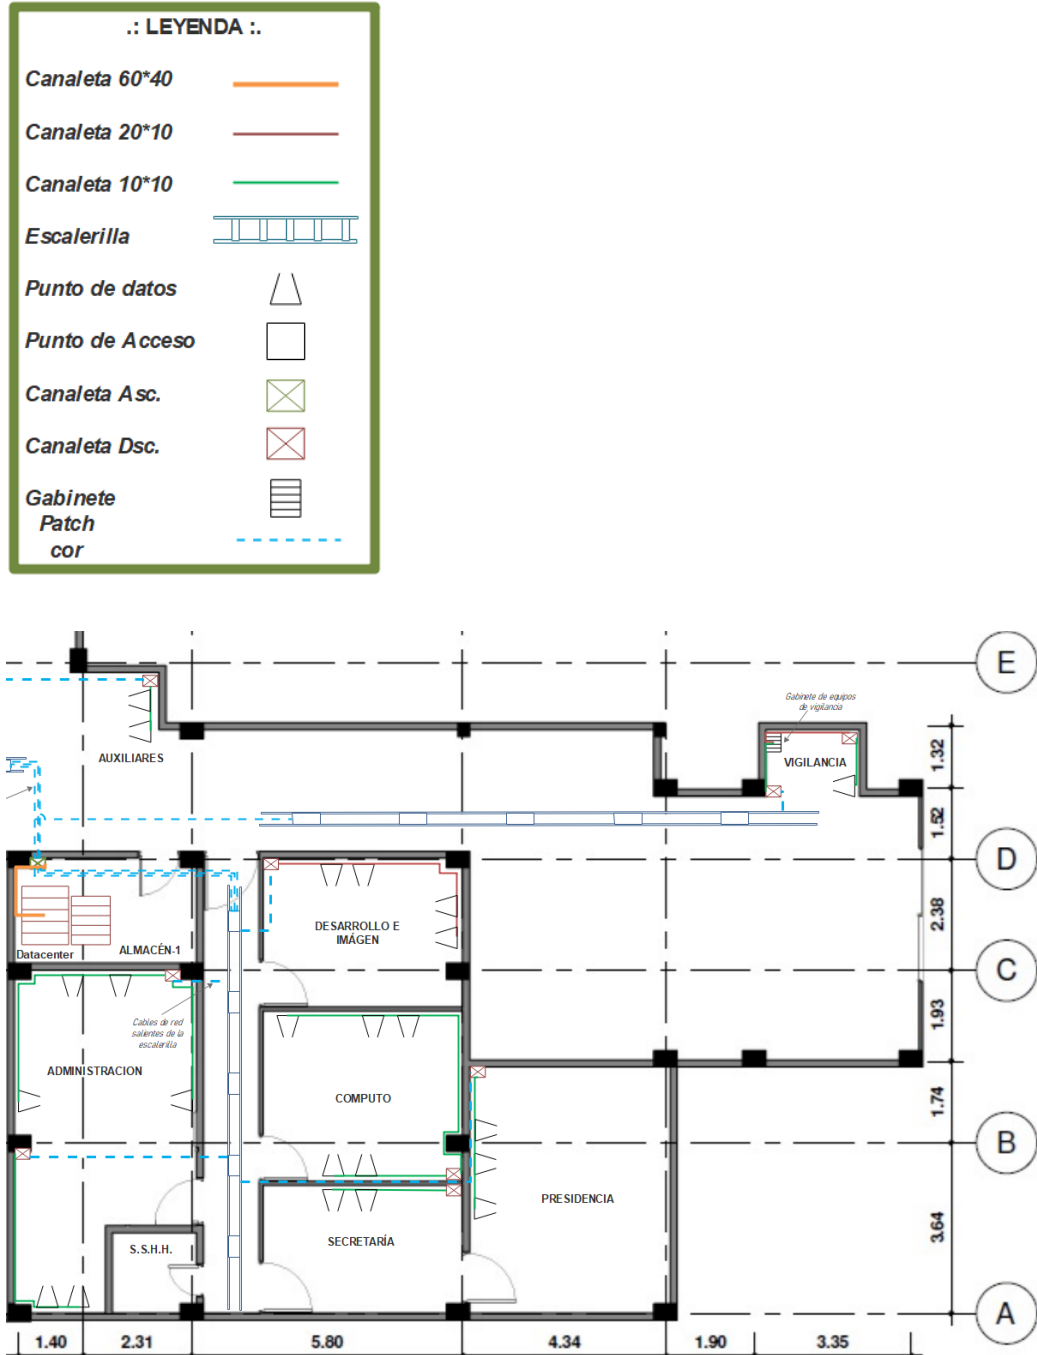 .: LEYENDA :.
Canaleta 60*40
Canaleta 20*10
Canaleta 10*10
Escalerilla
Punto de datos
Punto de Acceso
Canaleta Asc.
Canaleta Dsc.
Gabinete
Patch
cor
E
Gabinete de equipos
de vigilancia
AUXILIARES
VIGILANCIA
1.32
1.52
D
DESARROLLO E
IMÁGEN
2.38
Datacenter
ALMACÉN-1
C
Cables de red
salientes de la
escalerilla
1.93
ADMINISTRACION
COMPUTO
1.74
B
PRESIDENCIA
S.S.H.H.
SECRETARÍA
3.64
A
1.40
2.31
5.80
4.34
1.90
3.35